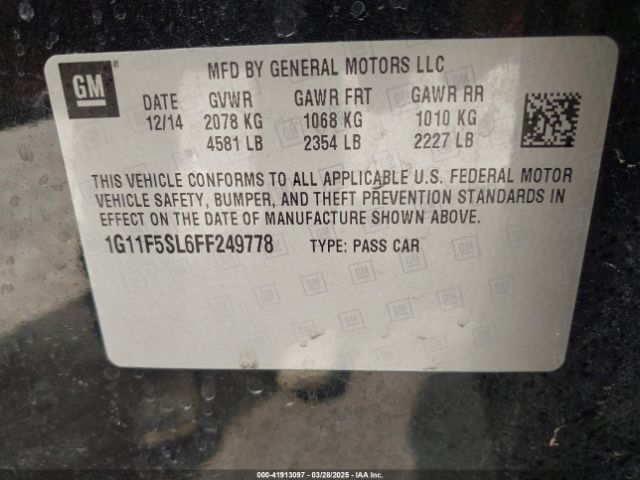 GM
®
MFD BY GENERAL MOTORS LLC
DATE GVWR GAWR FRT GAWR RR
12/14 2078 KG 1068 KG 1010 KG
4581 LB 2354 LB 2227 LB
THIS VEHICLE CONFORMS TO ALL APPLICABLE U.S. FEDERAL MOTOR
VEHICLE SAFETY, BUMPER, AND THEFT PREVENTION STANDARDS IN
EFFECT ON THE DATE OF MANUFACTURE SHOWN ABOVE.
1G11F5SL6FF249778 TYPE: PASS CAR
000-41913097 03/28/2025 - IAA Inc.